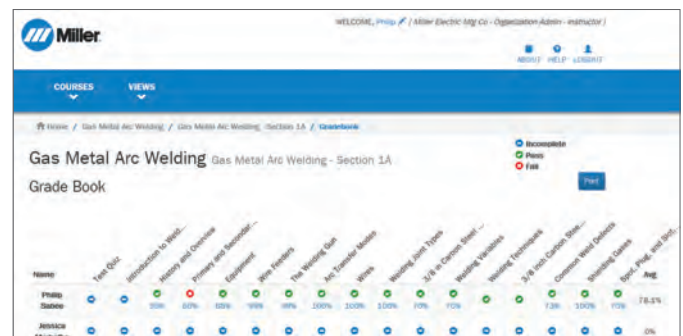 Miller
WELCOME, Philip ( Miller Electric Mfg Co - Organization Admin - Instructor )
ABOUT HELP LOGOUT
COURSES VIEWS
Home / Gas Metal Arc Welding / Gas Metal Arc Welding - Section 1A / Gradebook
Gas Metal Arc Welding Gas Metal Arc Welding - Section 1A
Incomplete
Pass
Fail
Grade Book
Print
Name Test Quiz Introduction to Weld... History and Overview Primary and Secondar... Equipment Wire Feeders The Welding Gun Arc Transfer Modes Wires Welding Joint Types 3/8 in Carbon Steel ... Welding Variables Welding Techniques 3/8 inch Carbon Stee... Common Weld Defects Shielding Gases Spot, Plug, and Slot... Avg
Philip
60% 100% 100% 100% 70% 70% 73% 100% 70% 78.5%
Jessica
0%